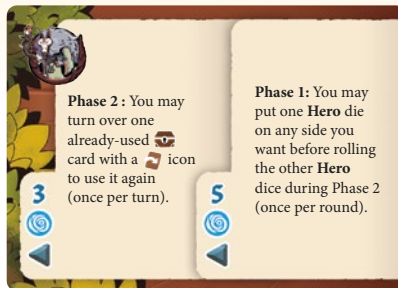 Phase 2 : You may
turn over one
already-used
card with a icon
to use it again
(once per turn).
3
Phase 1: You may
put one Hero die
on any side you
want before rolling
the other Hero
dice during Phase 2
(once per round).
5